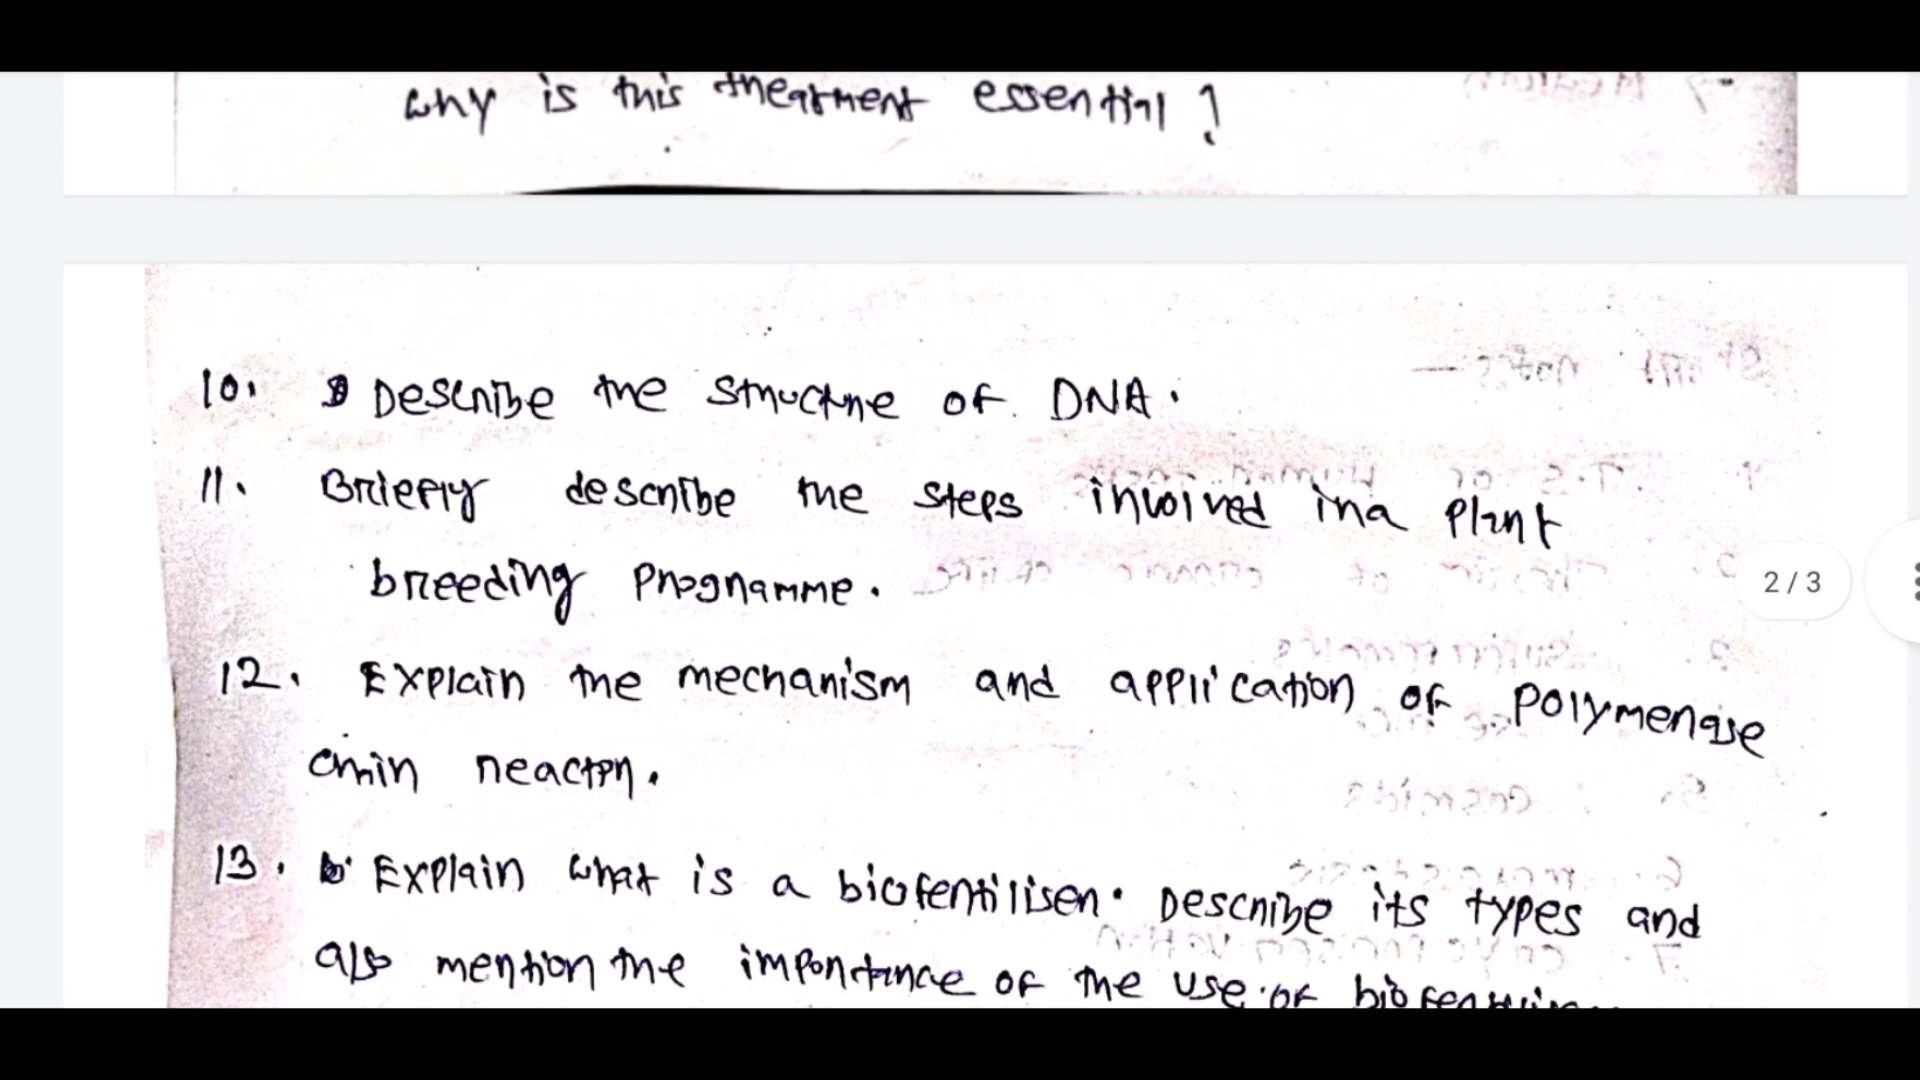 why is this treatment essential?
10. Describe the structure of DNA.
11. Briefly describe the steps involved in a plant
breeding programme.
2 / 3
12. Explain the mechanism and application of polymerase
chain reaction.
13. Explain what is a biofertiliser. Describe its types and
also mention the importance of the use of